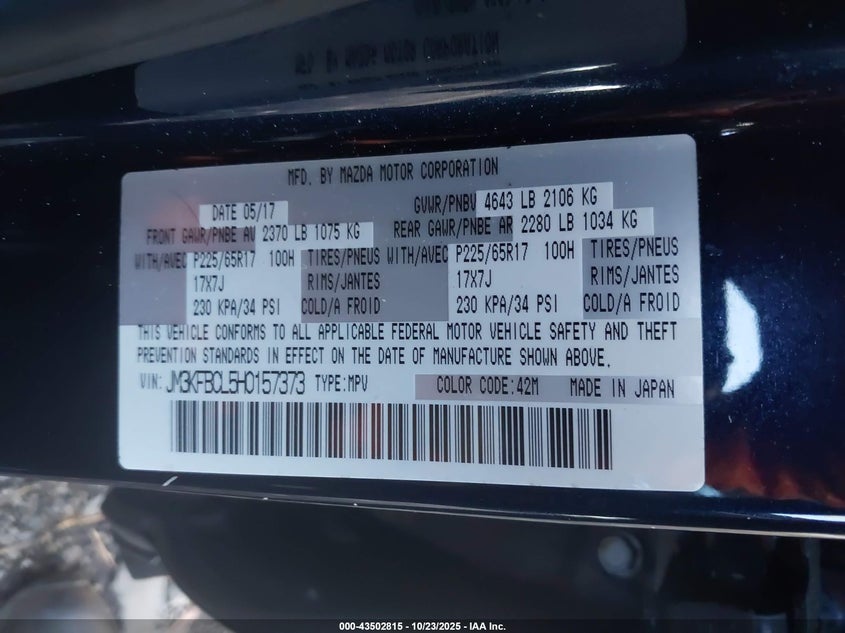 MFD. BY MAZDA MOTOR CORPORATION
DATE 05/17 GVWR/PNBV 4643 LB 2106 KG
FRONT GAWR/PNBE AV 2370 LB 1075 KG REAR GAWR/PNBE AR 2280 LB 1034 KG
WITH/AVEC P225/65R17 100H TIRES/PNEUS WITH/AVEC P225/65R17 100H TIRES/PNEUS
17X7J RIMS/JANTES 17X7J RIMS/JANTES
230 KPA/34 PSI COLD/A FROID 230 KPA/34 PSI COLD/A FROID
THIS VEHICLE CONFORMS TO ALL APPLICABLE FEDERAL MOTOR VEHICLE SAFETY AND THEFT
PREVENTION STANDARDS IN EFFECT ON THE DATE OF MANUFACTURE SHOWN ABOVE.
VIN: JM3KFBCL5H0157373 TYPE:MPV COLOR CODE:42M MADE IN JAPAN
000-43502815 - 10/23/2025 - IAA Inc.